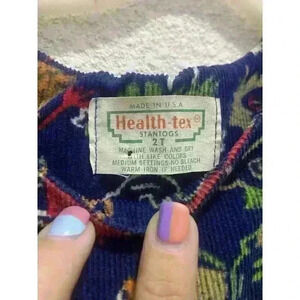 MADE IN U.S.A
Health-tex®
STANTOGS
2T
MACHINE WASH AND DRY
WITH LIKE COLORS
MEDIUM SETTINGS-NO BLEACH
WARM IRON IF NEEDED